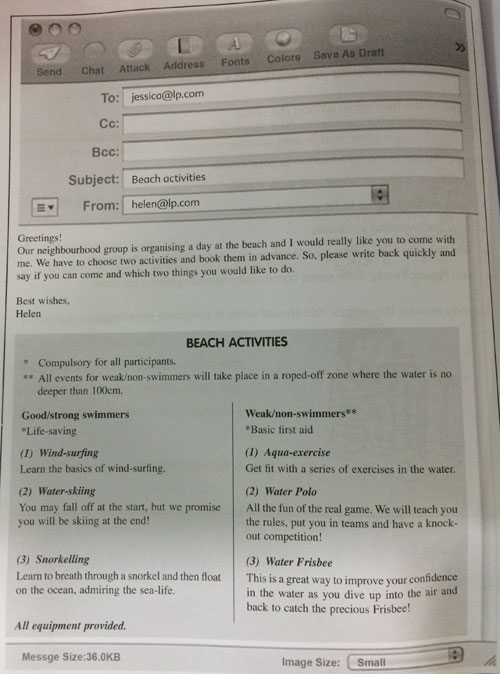 Send Chat Attack Address Fonts Colors Save As Draft »
To: jessica@lp.com
Cc:
Bcc:
Subject: Beach activities
From: helen@lp.com
Greetings!
Our neighbourhood group is organising a day at the beach and I would really like you to come with
me. We have to choose two activities and book them in advance. So, please write back quickly and
say if you can come and which two things you would like to do.
Best wishes,
Helen
BEACH ACTIVITIES
* Compulsory for all participants.
** All events for weak/non-swimmers will take place in a roped-off zone where the water is no
deeper than 100cm.
Good/strong swimmers
*Life-saving
(1) Wind-surfing
Learn the basics of wind-surfing.
(2) Water-skiing
You may fall off at the start, but we promise
you will be skiing at the end!
(3) Snorkelling
Learn to breath through a snorkel and then float
on the ocean, admiring the sea-life.
All equipment provided.
Weak/non-swimmers**
*Basic first aid
(1) Aqua-exercise
Get fit with a series of exercises in the water.
(2) Water Polo
All the fun of the real game. We will teach you
the rules, put you in teams and have a knock-
out competition!
(3) Water Frisbee
This is a great way to improve your confidence
in the water as you dive up into the air and
back to catch the precious Frisbee!
Messge Size:36.0KB
Image Size: Small